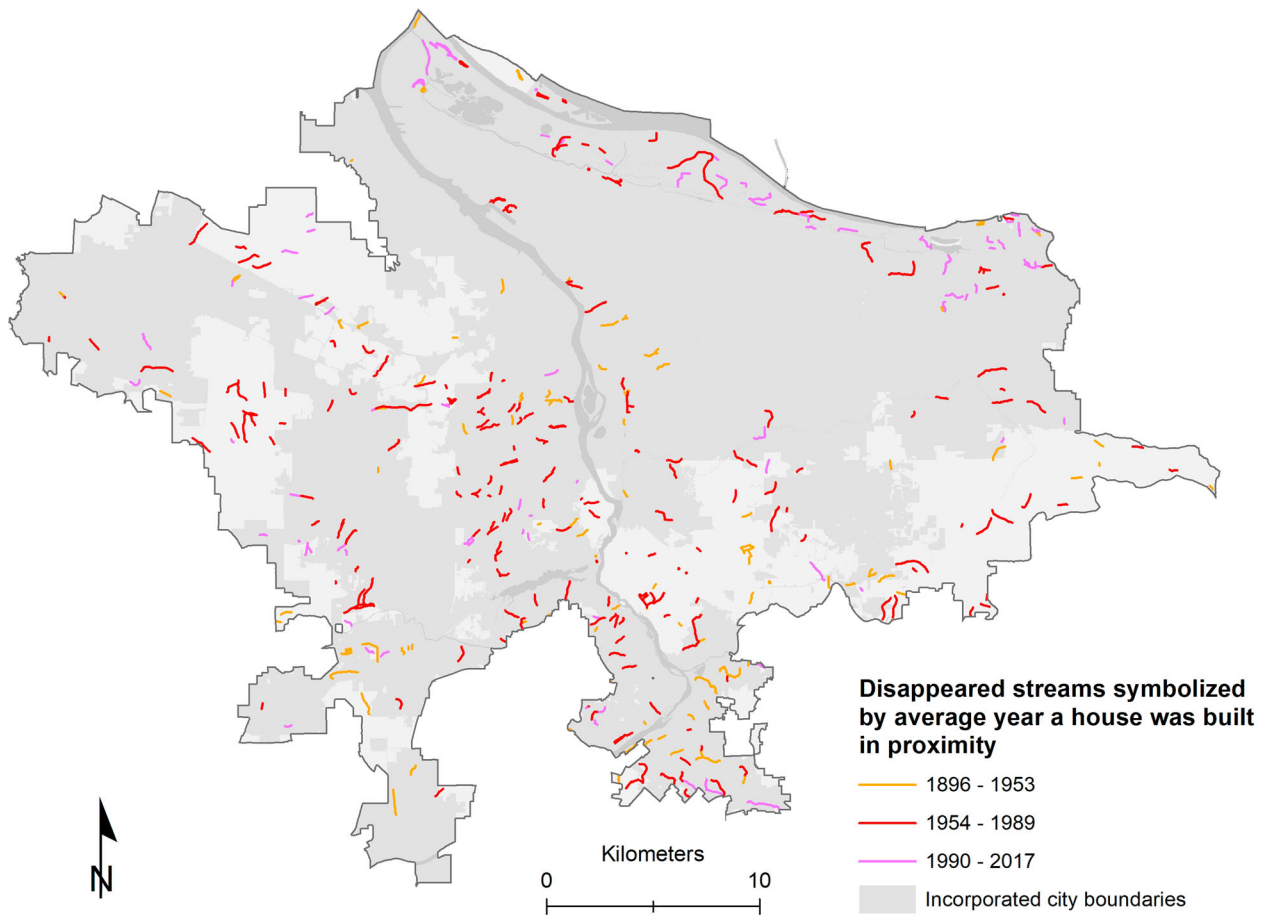 Disappeared streams symbolized
by average year a house was built
in proximity
1896 - 1953
1954 - 1989
1990 - 2017
Incorporated city boundaries
Kilometers
0 10
N